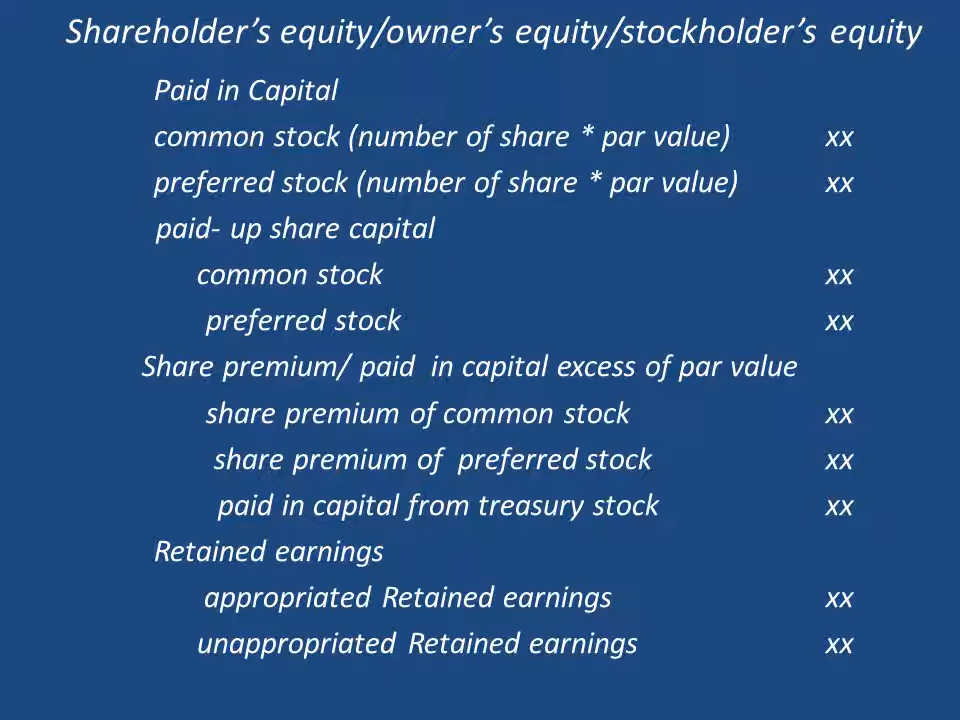 Shareholder’s equity/owner’s equity/stockholder’s equity
Paid in Capital
common stock (number of share * par value) xx
preferred stock (number of share * par value) xx
paid- up share capital
common stock xx
preferred stock xx
Share premium/ paid in capital excess of par value
share premium of common stock xx
share premium of preferred stock xx
paid in capital from treasury stock xx
Retained earnings
appropriated Retained earnings xx
unappropriated Retained earnings xx